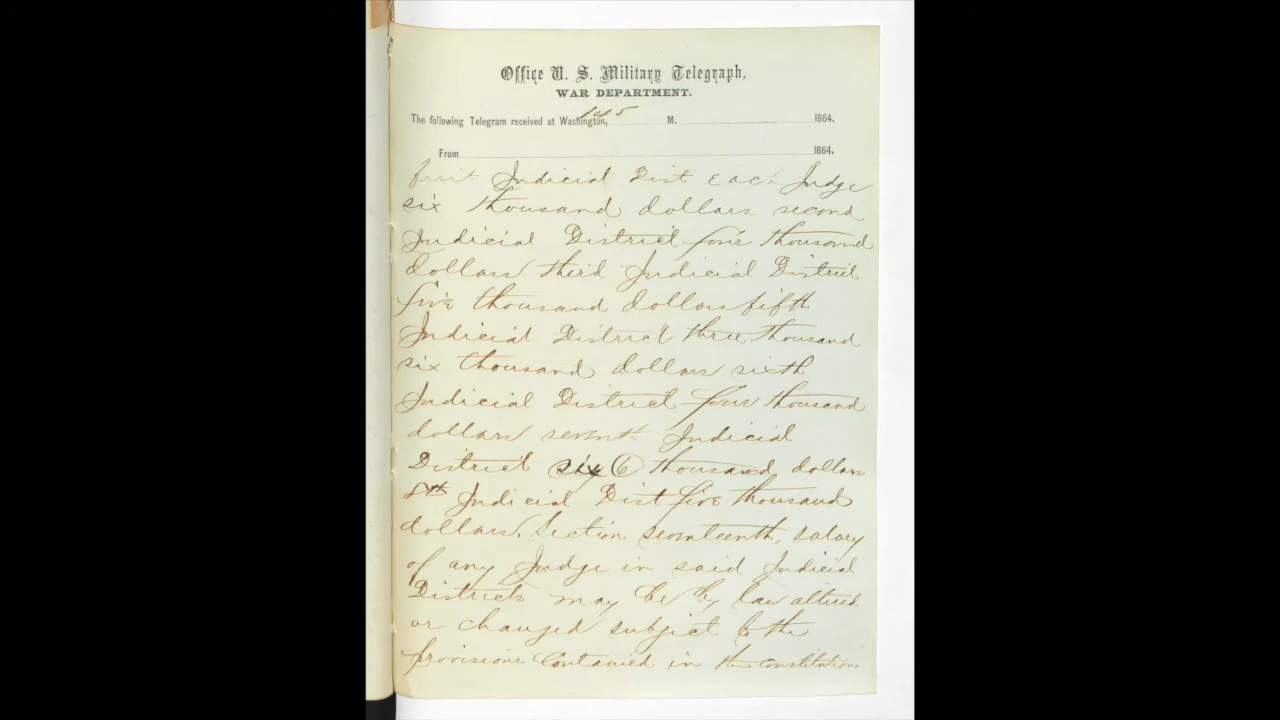 Office U. S. Military Telegraph,
WAR DEPARTMENT.
145
The following Telegram received at Washington, M. 1864.
From 1864.
first Judicial Dist Each Judge
six thousand dollars second
Judicial District four thousand
dollars third Judicial District
five thousand dollars fifth
Judicial District three thousand
six thousand dollars sixth
Judicial District four thousand
dollars seventh Judicial
District six 6 thousand dollars
8th Judicial Dist five thousand
dollars. Section seventeenth, salary
of any Judge in said Judicial
Districts may be by law altered
or changed subject to the
provisions contained in the constitution